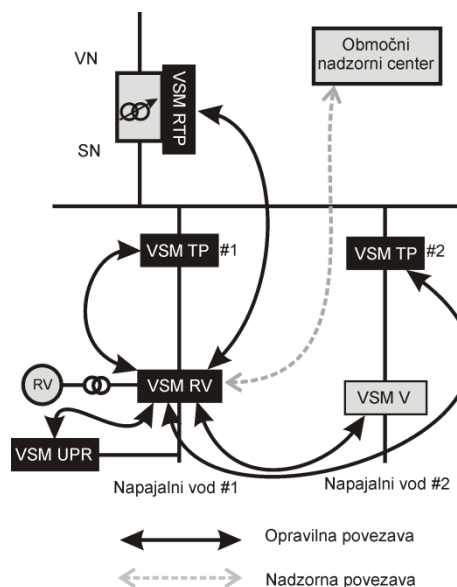 VN
Območni
nadzorni center
VSM RTP
SN
VSM TP #1
VSM TP #2
RV
VSM RV
VSM V
VSM UPR
Napajalni vod #1
Napajalni vod #2
Opravilna povezava
Nadzorna povezava